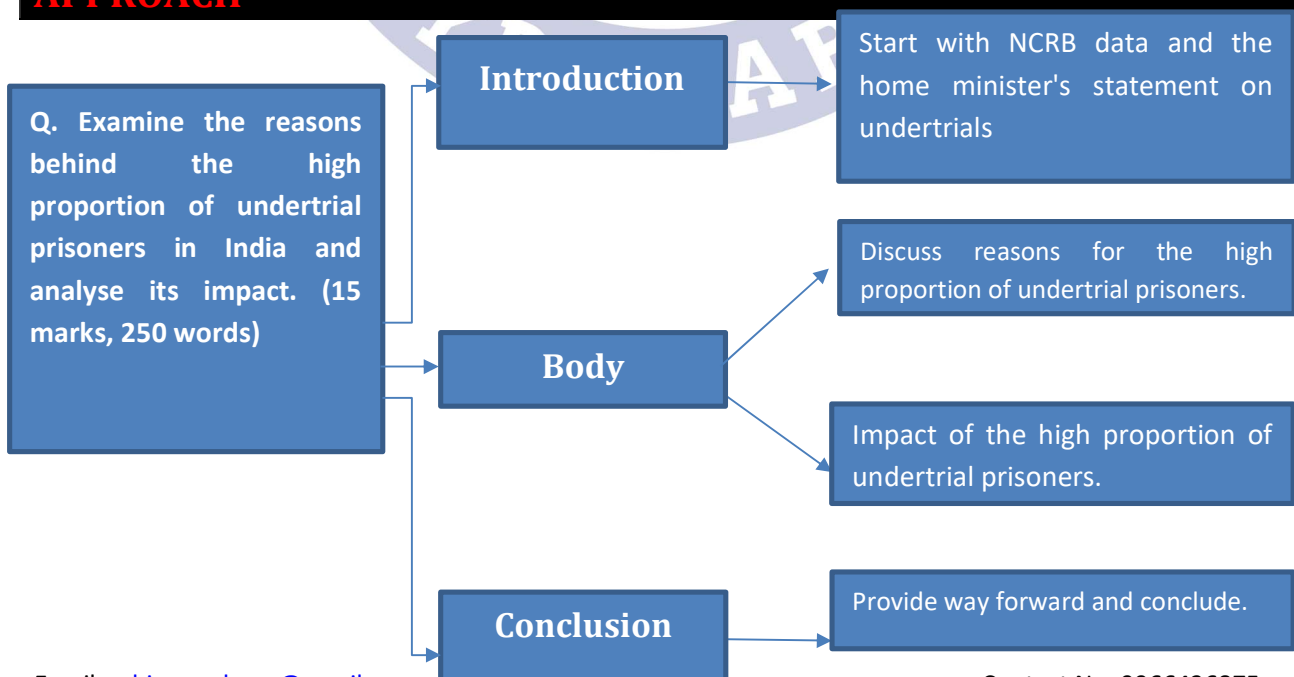 APPROACH
Q. Examine the reasons
behind the high
proportion of undertrial
prisoners in India and
analyse its impact. (15
marks, 250 words)
Introduction
Start with NCRB data and the
home minister's statement on
undertrials
Body
Discuss reasons for the high
proportion of undertrial prisoners.
Impact of the high proportion of
undertrial prisoners.
Conclusion
Provide way forward and conclude.